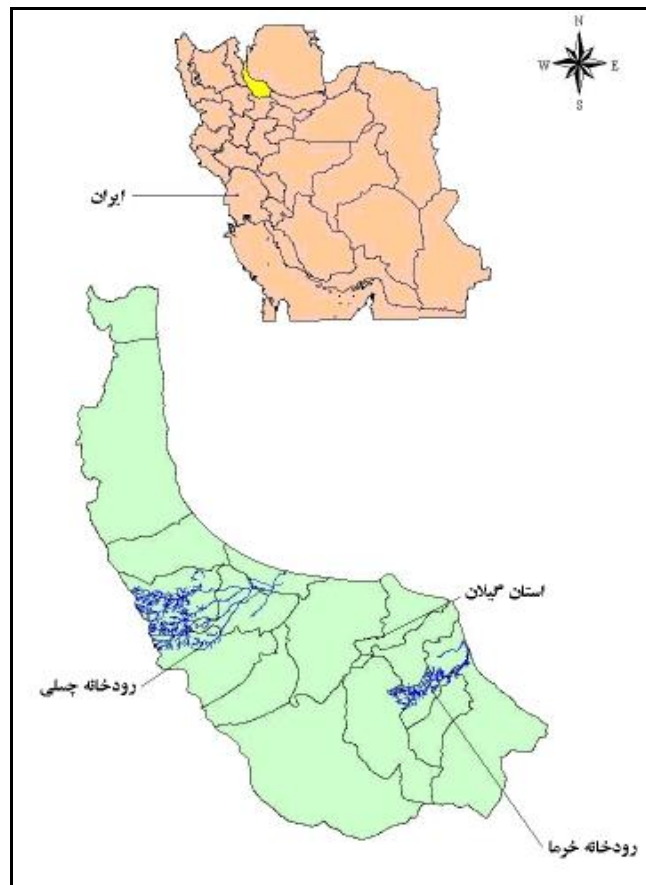 N
W E
S
ایران
استان گیلان
رودخانه چسلی
رودخانه خرما